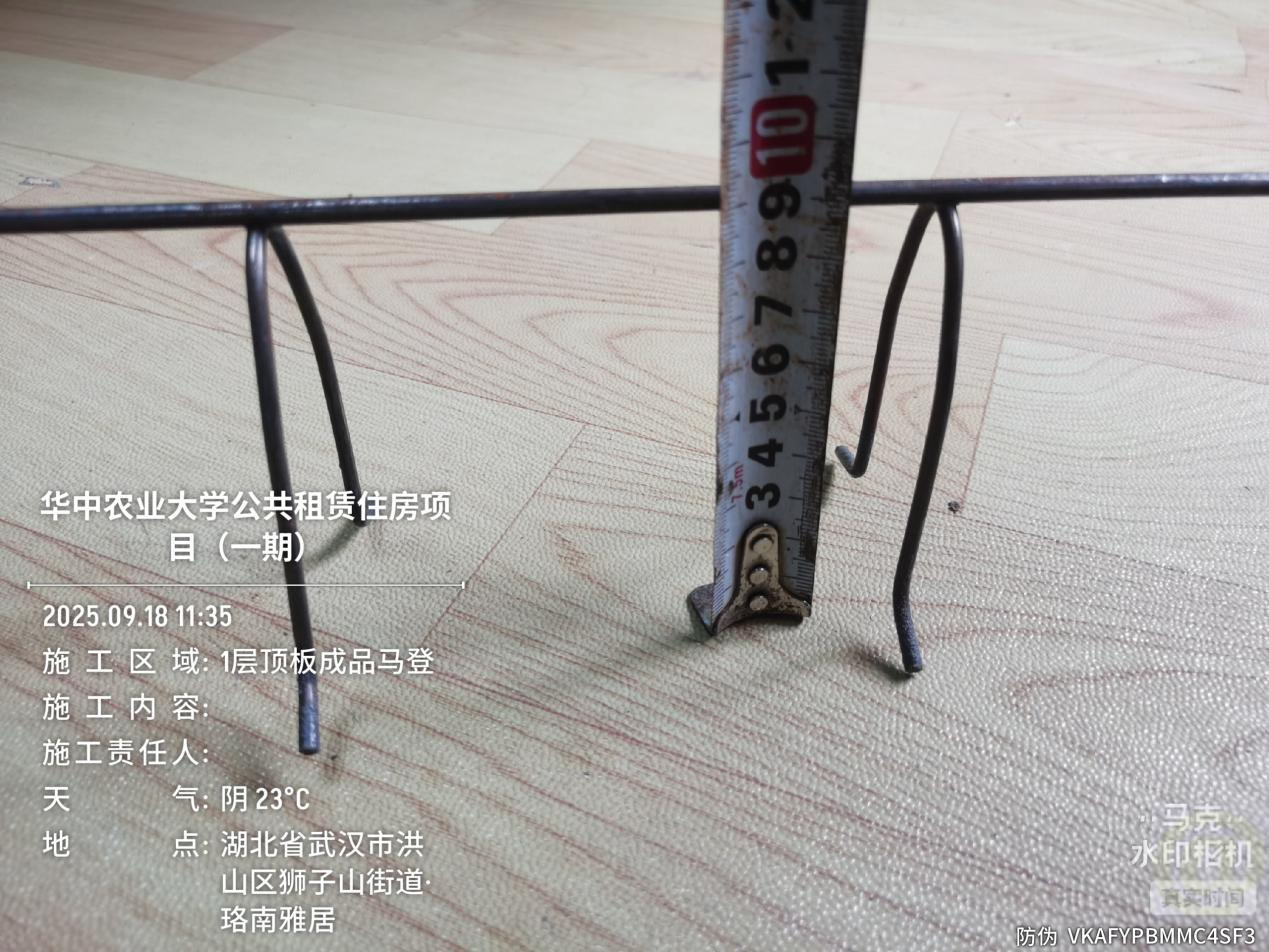 2
1
10
9
8
7
6
5
4
3
7.5m
华中农业大学公共租赁住房项
目（一期）
2025.09.18 11:35
施工区域: 1层顶板成品马登
施工内容:
施工责任人:
天气: 阴 23°C
地点: 湖北省武汉市洪
山区狮子山街道·
珞南雅居
马克
水印相机
真实时间
防伪 VKAFYPBMMC4SF3